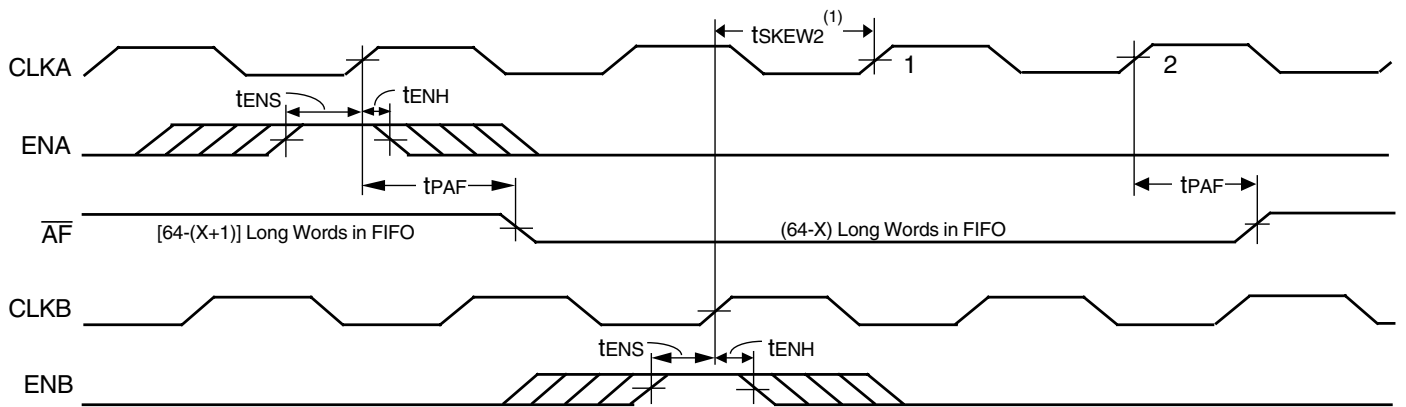 tSKEW2 (1)
CLKA
1
2
tENS
tENH
ENA
tPAF
tPAF
AF
[64-(X+1)] Long Words in FIFO
(64-X) Long Words in FIFO
CLKB
tENS
tENH
ENB